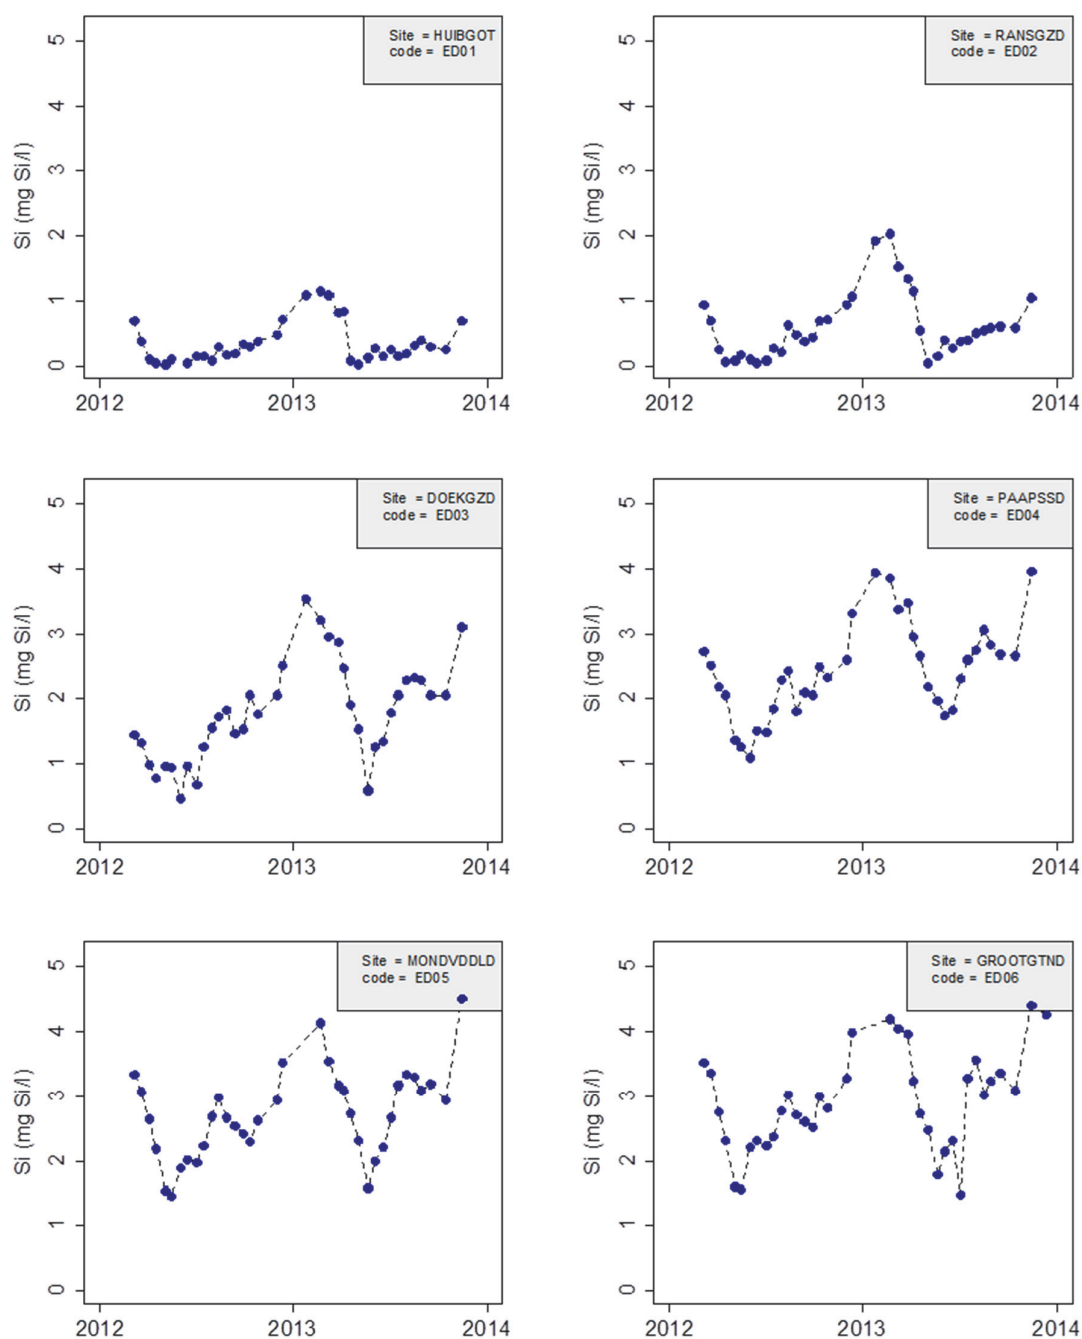 Site = HUIBGOT
code = ED01
Si (mg Si/l)
5
4
3
2
1
0
2012 2013 2014
Site = RANSGZD
code = ED02
Si (mg Si/l)
5
4
3
2
1
0
2012 2013 2014
Site = DOEKGZD
code = ED03
Si (mg Si/l)
5
4
3
2
1
0
2012 2013 2014
Site = PAAPSSD
code = ED04
Si (mg Si/l)
5
4
3
2
1
0
2012 2013 2014
Site = MONDVDDLD
code = ED05
Si (mg Si/l)
5
4
3
2
1
0
2012 2013 2014
Site = GROOTGTND
code = ED06
Si (mg Si/l)
5
4
3
2
1
0
2012 2013 2014